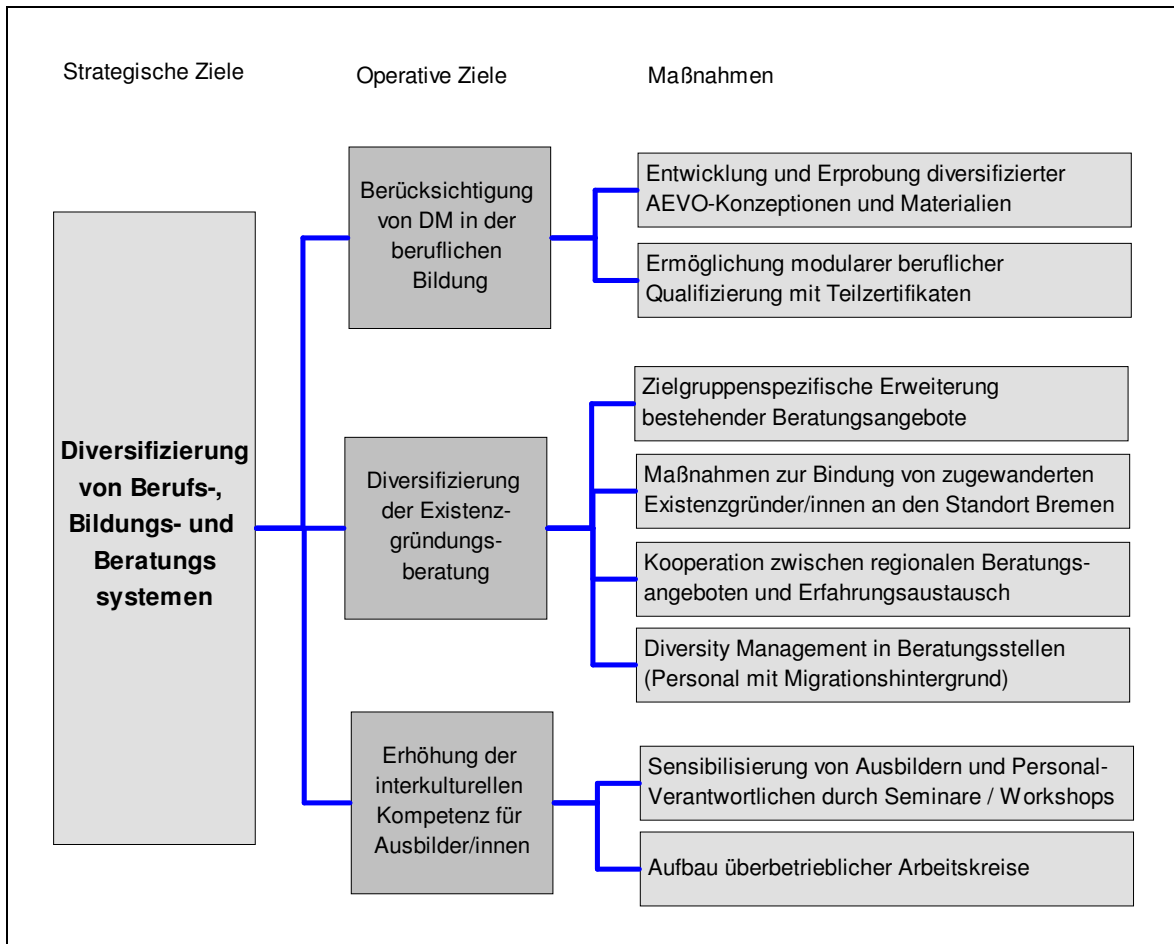 Strategische Ziele
Operative Ziele
Maßnahmen
Diversifizierung
von Berufs-,
Bildungs- und
Beratungs
systemen
Berücksichtigung
von DM in der
beruflichen
Bildung
Entwicklung und Erprobung diversifizierter
AEVO-Konzeptionen und Materialien
Ermöglichung modularer beruflicher
Qualifizierung mit Teilzertifikaten
Diversifizierung
der Existenz-
gründungs-
beratung
Zielgruppenspezifische Erweiterung
bestehender Beratungsangebote
Maßnahmen zur Bindung von zugewanderten
Existenzgründer/innen an den Standort Bremen
Kooperation zwischen regionalen Beratungs-
angeboten und Erfahrungsaustausch
Diversity Management in Beratungsstellen
(Personal mit Migrationshintergrund)
Erhöhung der
interkulturellen
Kompetenz für
Ausbilder/innen
Sensibilisierung von Ausbildern und Personal-
Verantwortlichen durch Seminare / Workshops
Aufbau überbetrieblicher Arbeitskreise